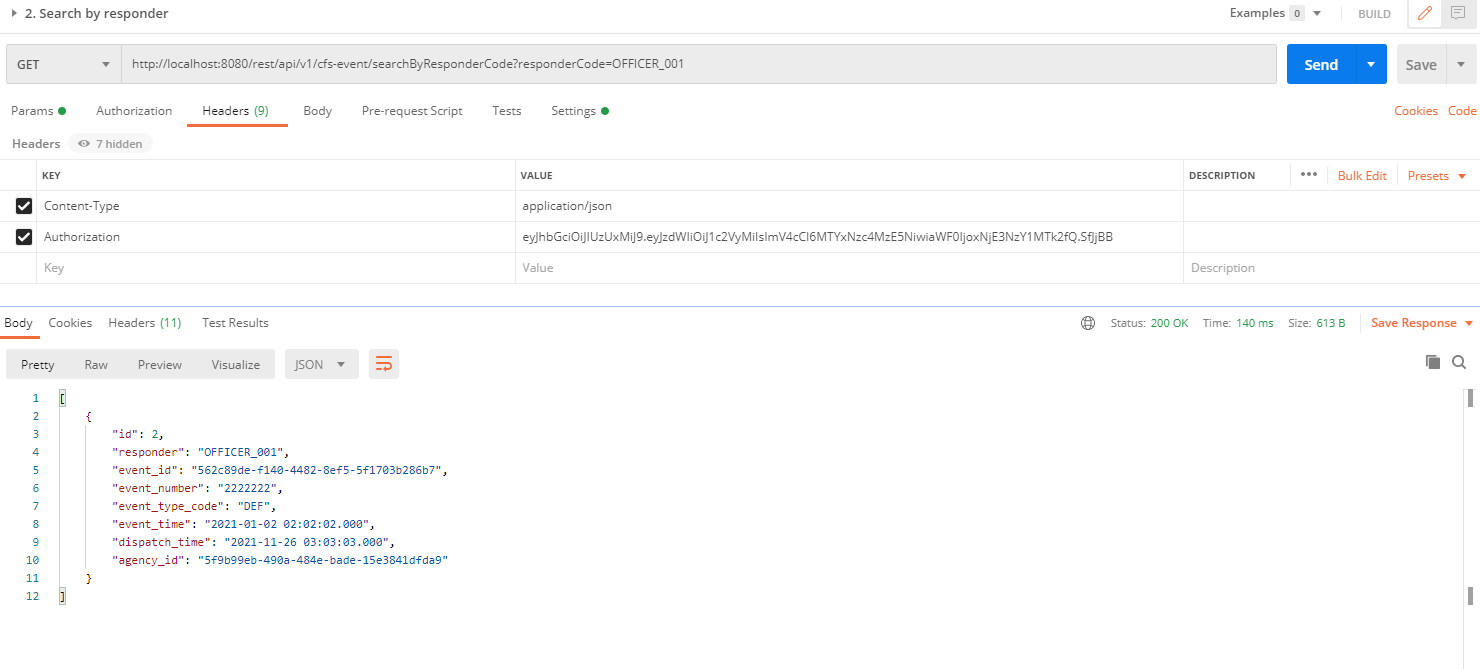 2. Search by responder Examples 0 BUILD
GET http://localhost:8080/rest/api/v1/cfs-event/searchByResponderCode?responderCode=OFFICER_001 Send Save
Params Authorization Headers (9) Body Pre-request Script Tests Settings Cookies Code
Headers 7 hidden
KEY VALUE DESCRIPTION ••• Bulk Edit Presets
Content-Type application/json
Authorization
Key Value Description
Body Cookies Headers (11) Test Results Status: 200 OK Time: 140 ms Size: 613 B Save Response
Pretty Raw Preview Visualize JSON
1 [
2 {
3 "id": 2,
4 "responder": "OFFICER_001",
5 "event_id": "562c89de-f140-4482-8ef5-5f1703b286b7",
6 "event_number": "2222222",
7 "event_type_code": "DEF",
8 "event_time": "2021-01-02 02:02:02.000",
9 "dispatch_time": "2021-11-26 03:03:03.000",
10 "agency_id": "5f9b99eb-490a-484e-bade-15e3841dfda9"
11 }
12 ]